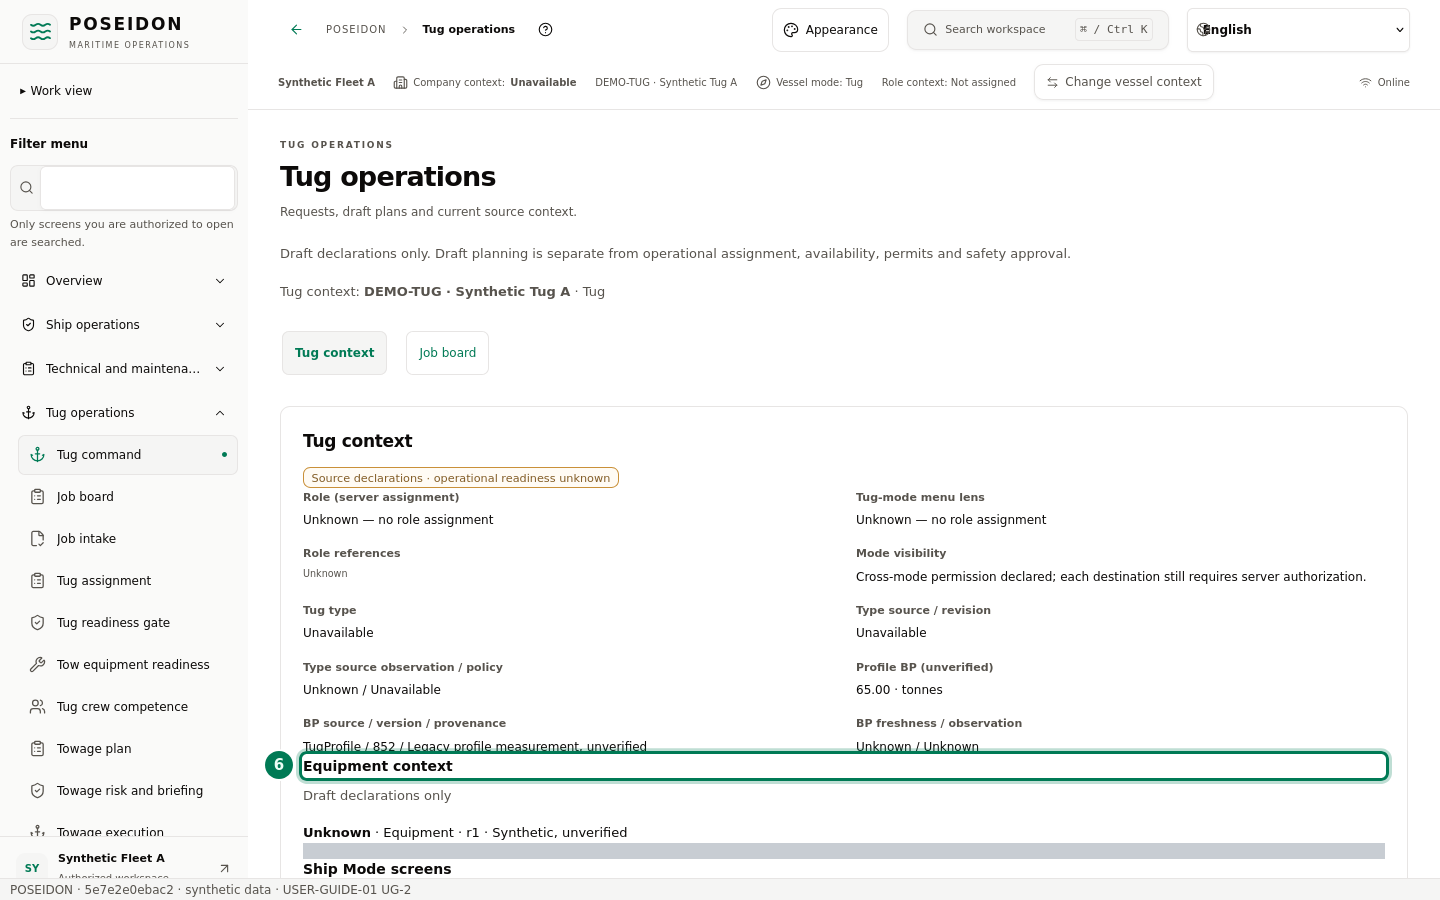 POSEIDON
MARITIME OPERATIONS
Work view
Filter menu
Only screens you are authorized to open
are searched.
Overview
Ship operations
Technical and maintena...
Tug operations
Tug command
Job board
Job intake
Tug assignment
Tug readiness gate
Tow equipment readiness
Tug crew competence
Towage plan
Towage risk and briefing
Towage execution
SY
Synthetic Fleet A
Authorized workspace
POSEIDON
Tug operations
Appearance
Search workspace
⌘ / Ctrl K
English
Synthetic Fleet A
Company context: Unavailable
DEMO-TUG · Synthetic Tug A
Vessel mode: Tug
Role context: Not assigned
Change vessel context
Online
TUG OPERATIONS
Tug operations
Requests, draft plans and current source context.
Draft declarations only. Draft planning is separate from operational assignment, availability, permits and safety approval.
Tug context: DEMO-TUG · Synthetic Tug A · Tug
Tug context
Job board
Tug context
Source declarations · operational readiness unknown
Role (server assignment)
Unknown — no role assignment
Tug-mode menu lens
Unknown — no role assignment
Role references
Unknown
Mode visibility
Cross-mode permission declared; each destination still requires server authorization.
Tug type
Unavailable
Type source / revision
Unavailable
Type source observation / policy
Unknown / Unavailable
Profile BP (unverified)
65.00 · tonnes
BP source / version / provenance
TugProfile / 852 / Legacy profile measurement, unverified
BP freshness / observation
Unknown / Unknown
6
Equipment context
Draft declarations only
Unknown · Equipment · r1 · Synthetic, unverified
Ship Mode screens
POSEIDON · 5e7e2e0ebac2 · synthetic data · USER-GUIDE-01 UG-2